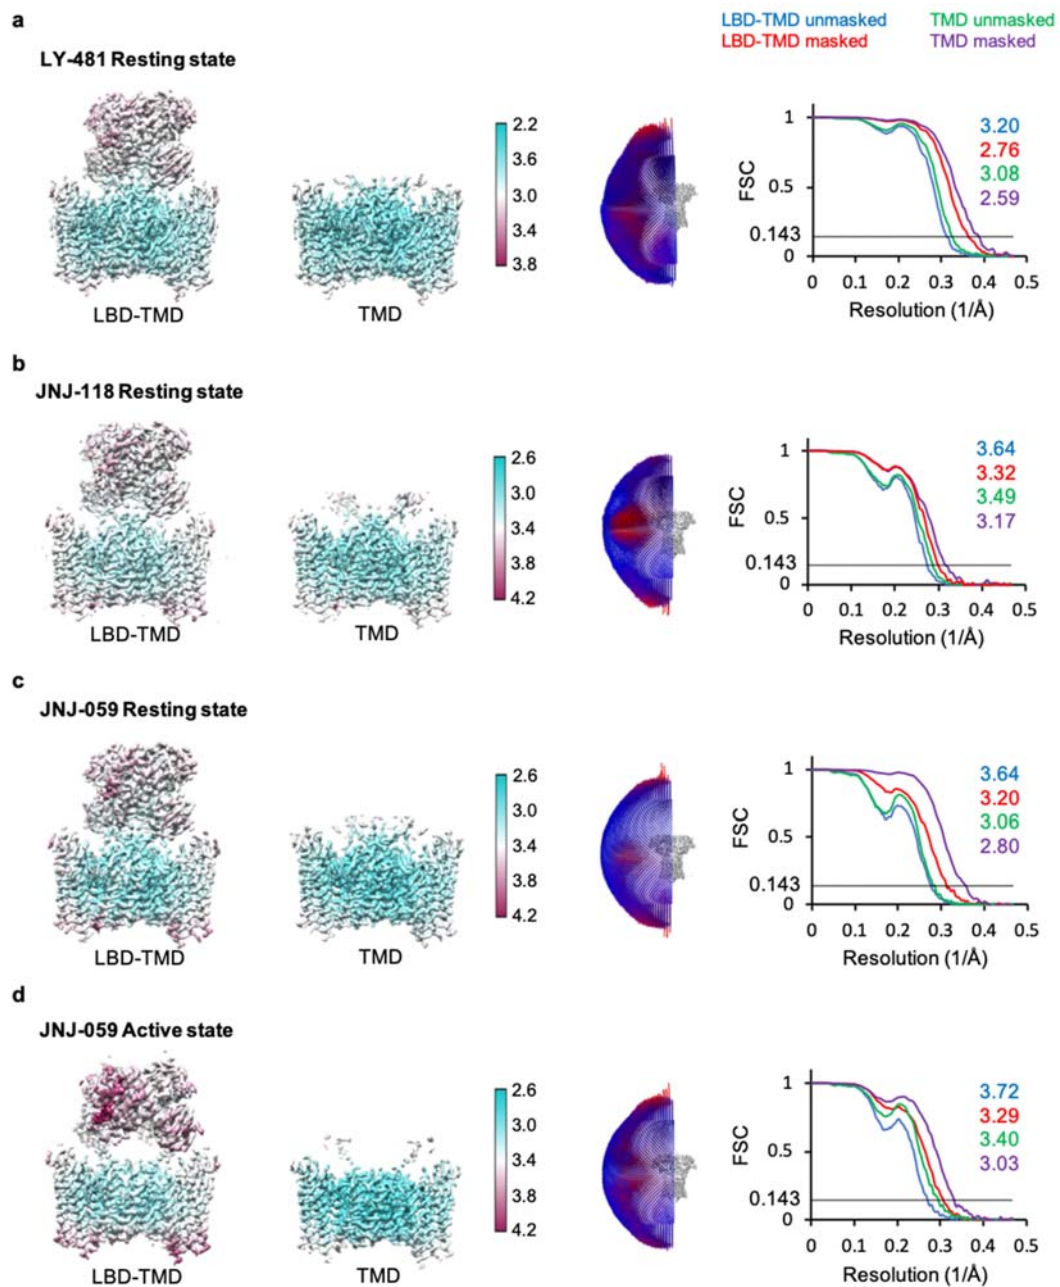 a
LBD-TMD unmasked TMD unmasked
LBD-TMD masked TMD masked
LY-481 Resting state
2.2
3.6
3.0
3.4
3.8
LBD-TMD
TMD
FSC
1
0.5
0.143
0
0 0.1 0.2 0.3 0.4 0.5
Resolution (1/Å)
3.20
2.76
3.08
2.59
b
JNJ-118 Resting state
2.6
3.0
3.4
3.8
4.2
LBD-TMD
TMD
FSC
1
0.5
0.143
0
0 0.1 0.2 0.3 0.4 0.5
Resolution (1/Å)
3.64
3.32
3.49
3.17
c
JNJ-059 Resting state
2.6
3.0
3.4
3.8
4.2
LBD-TMD
TMD
FSC
1
0.5
0.143
0
0 0.1 0.2 0.3 0.4 0.5
Resolution (1/Å)
3.64
3.20
3.06
2.80
d
JNJ-059 Active state
2.6
3.0
3.4
3.8
4.2
LBD-TMD
TMD
FSC
1
0.5
0.143
0
0 0.1 0.2 0.3 0.4 0.5
Resolution (1/Å)
3.72
3.29
3.40
3.03